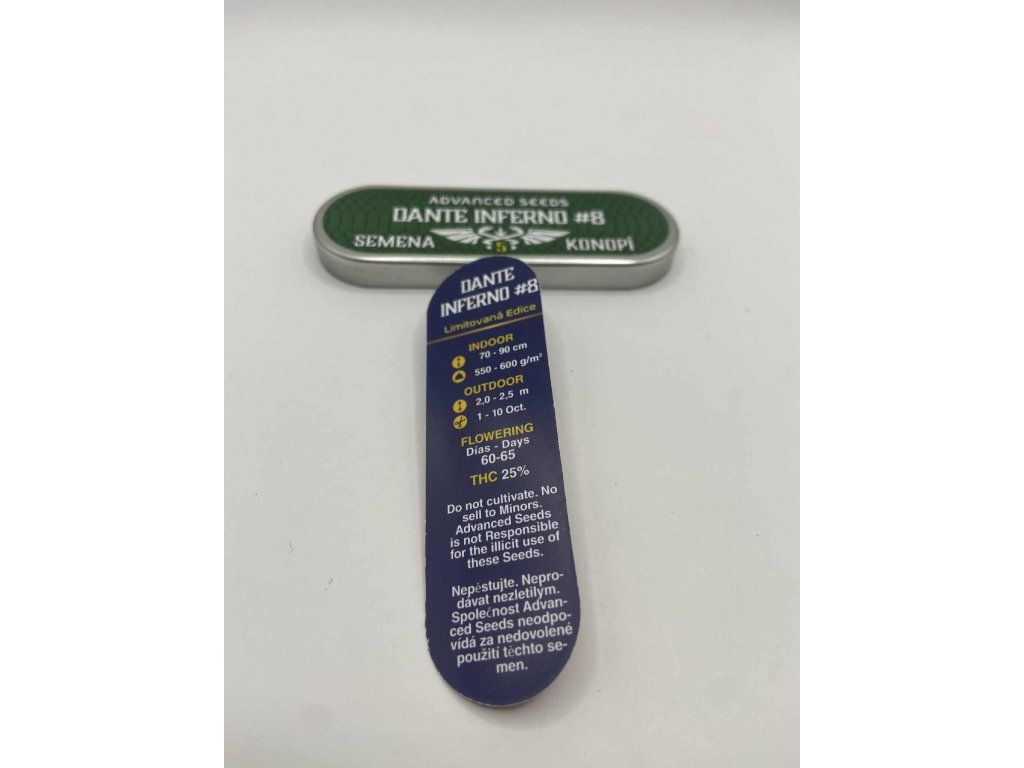 ADVANCED SEEDS
DANTE INFERNO #8
SEMENA
KONOPÍ
5
DANTE
INFERNO #8
Limitovaná Edice
INDOOR
70 - 90 cm
550 - 600 g/m²
OUTDOOR
2,0 - 2,5 m
1 - 10 Oct.
FLOWERING
Días - Days
60-65
THC 25%
Do not cultivate. No
sell to Minors.
Advanced Seeds
is not Responsible
for the illicit use of
these Seeds.
Nepěstujte. Nepro-
dávat nezletilým.
Společnost Advan-
ced Seeds neodpo-
vídá za nedovolené
použití těchto se-
men.